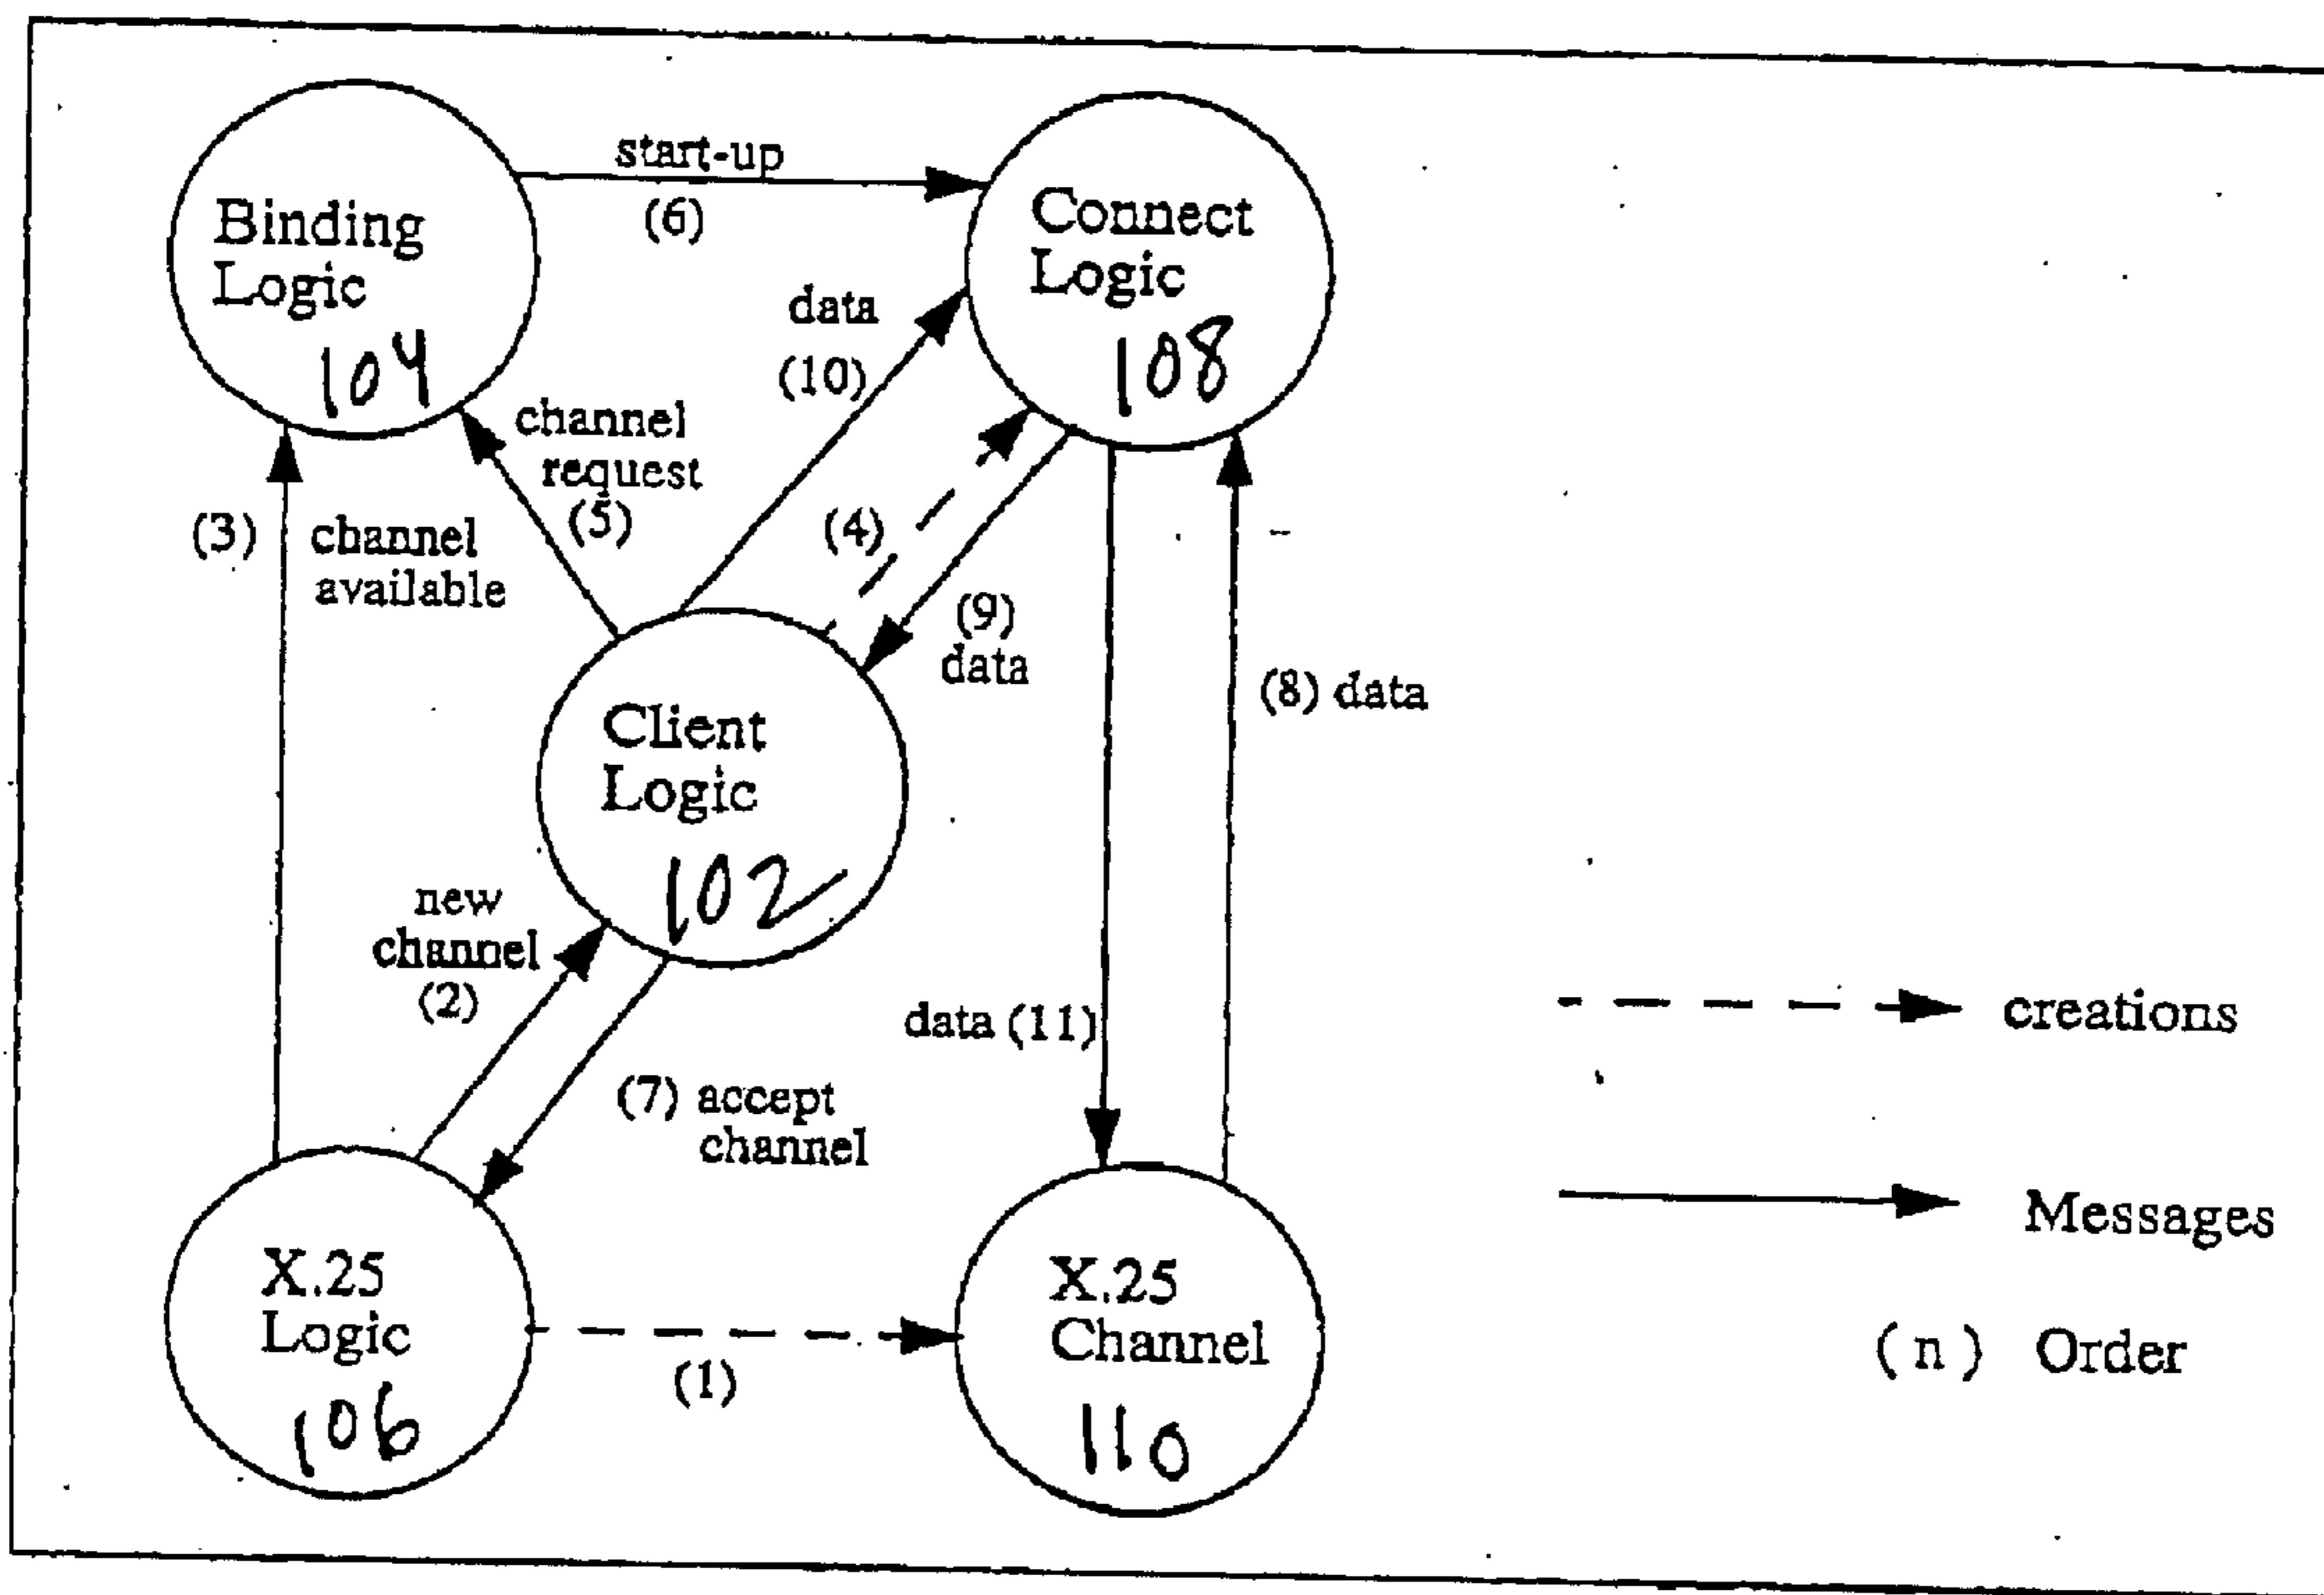 start-up
(6)
Binding
Logic
104
Connect
Logic
108
data
(10)
channel
request
(5)
(3)
channel
available
(4)
(9)
data
(8) data
Client
Logic
102
new
channel
(2)
data (11)
(7) accept
channel
creations
Messages
(n) Order
X.25
Logic
106
(1)
X.25
Channel
110